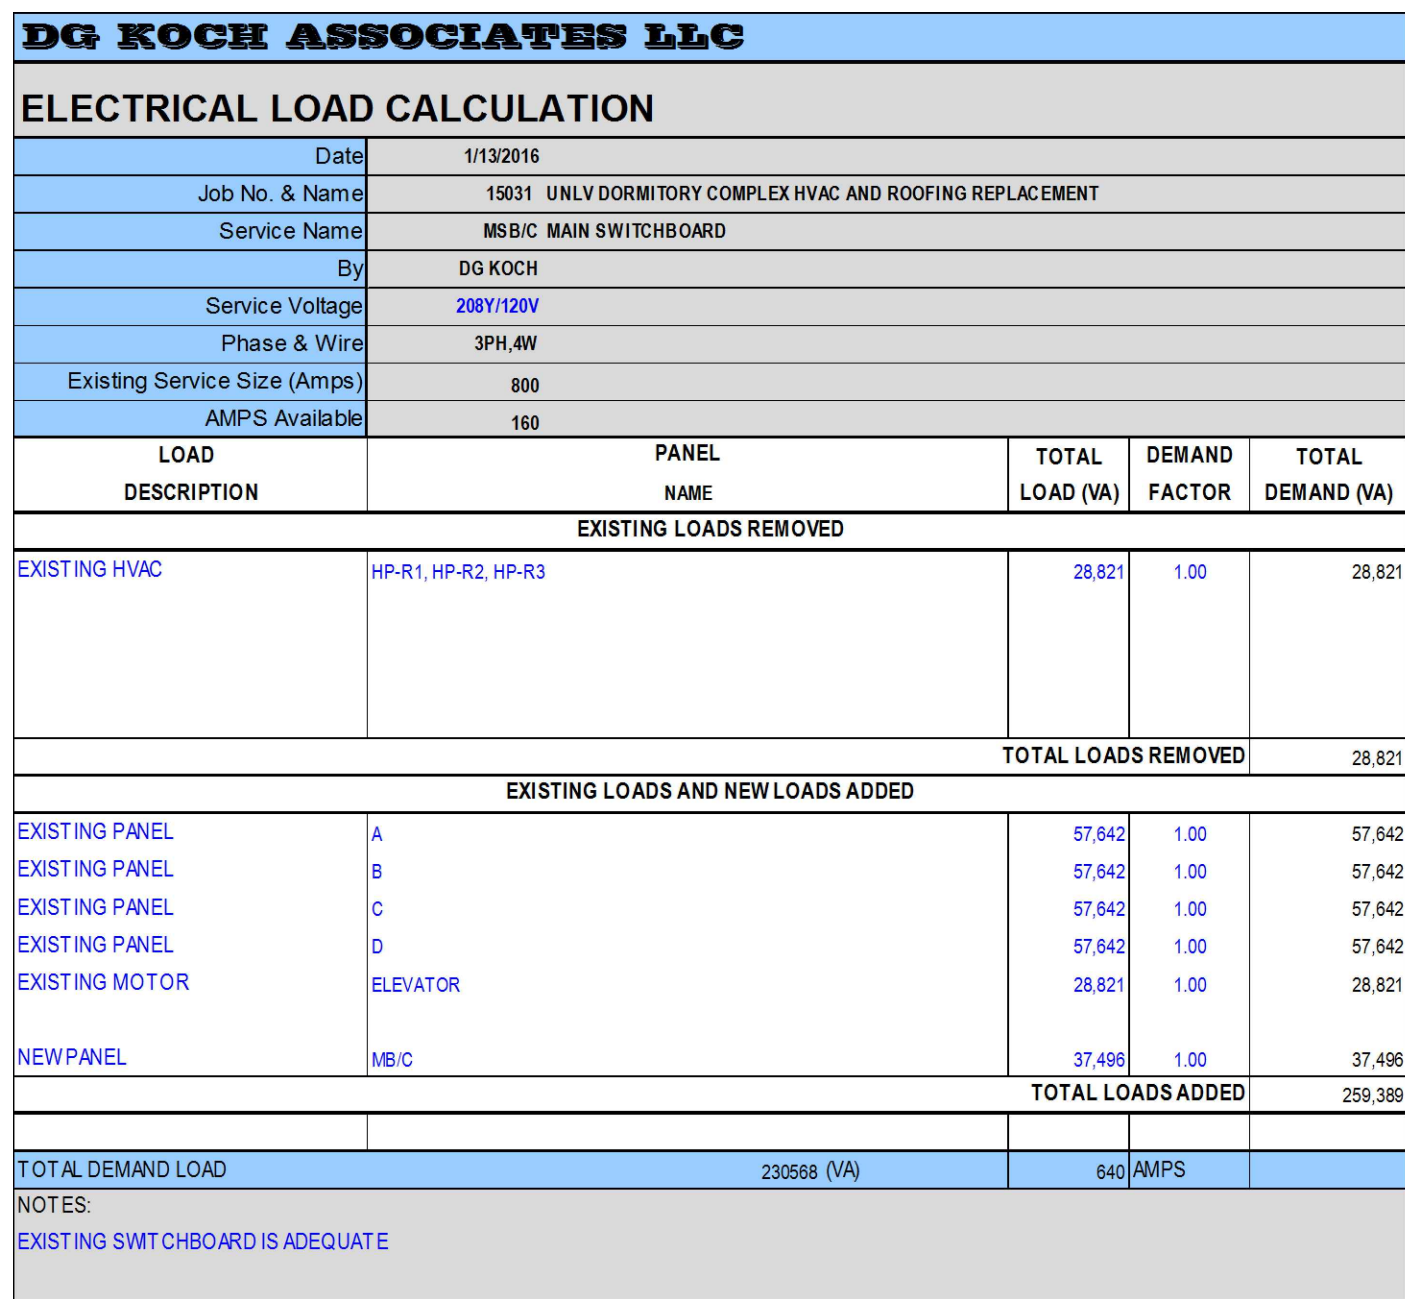 DG KOCH ASSOCIATES LLC
ELECTRICAL LOAD CALCULATION
Date 1/13/2016
Job No. & Name 15031 UNLV DORMITORY COMPLEX HVAC AND ROOFING REPLACEMENT
Service Name MSB/C MAIN SWITCHBOARD
By DG KOCH
Service Voltage 208Y/120V
Phase & Wire 3PH,4W
Existing Service Size (Amps) 800
AMPS Available 160
LOAD PANEL TOTAL DEMAND TOTAL
DESCRIPTION NAME LOAD (VA) FACTOR DEMAND (VA)
EXISTING LOADS REMOVED
EXISTING HVAC HP-R1, HP-R2, HP-R3 28,821 1.00 28,821
TOTAL LOADS REMOVED 28,821
EXISTING LOADS AND NEW LOADS ADDED
EXISTING PANEL A 57,642 1.00 57,642
EXISTING PANEL B 57,642 1.00 57,642
EXISTING PANEL C 57,642 1.00 57,642
EXISTING PANEL D 57,642 1.00 57,642
EXISTING MOTOR ELEVATOR 28,821 1.00 28,821
NEW PANEL MB/C 37,496 1.00 37,496
TOTAL LOADS ADDED 259,389
TOTAL DEMAND LOAD 230568 (VA) 640 AMPS
NOTES:
EXISTING SWITCHBOARD IS ADEQUATE